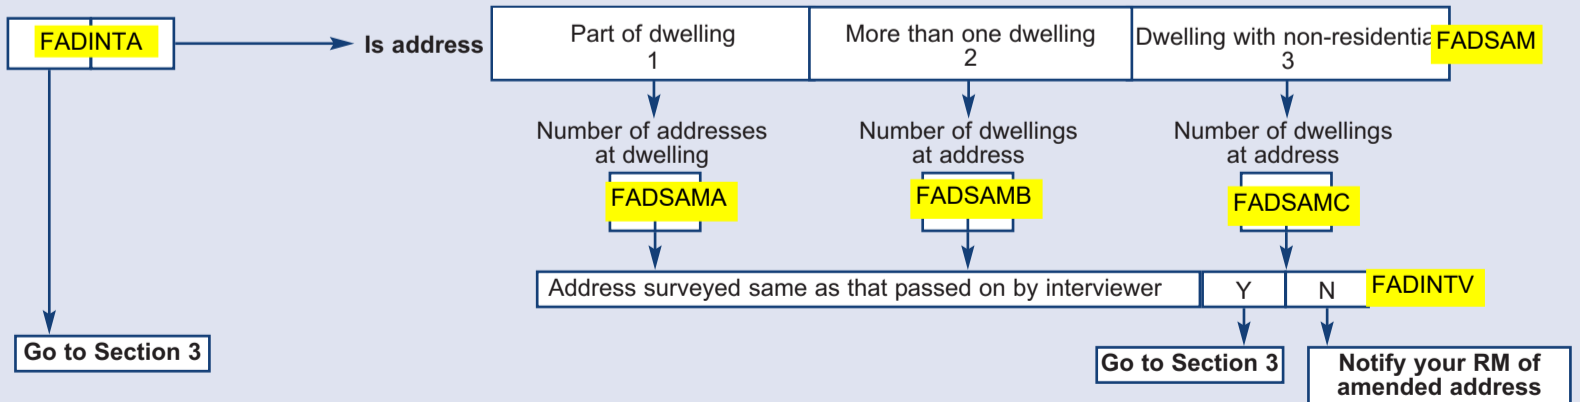 FADINTA
Is address
Part of dwelling
1
More than one dwelling
2
Dwelling with non-residentia
3
FADSAM
Number of addresses
at dwelling
Number of dwellings
at address
Number of dwellings
at address
FADSAMA
FADSAMB
FADSAMC
Address surveyed same as that passed on by interviewer
Y
N
FADINTV
Go to Section 3
Go to Section 3
Notify your RM of
amended address